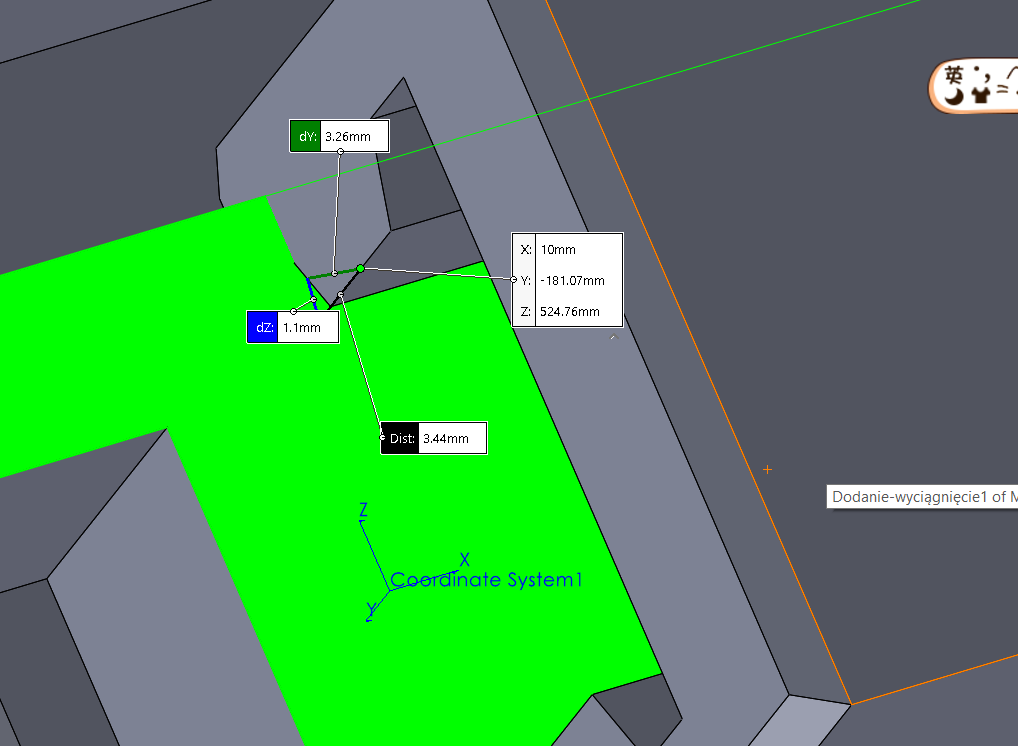 英
dY: 3.26mm
X: 10mm
Y: -181.07mm
Z: 524.76mm
dZ: 1.1mm
Dist: 3.44mm
Dodanie-wyciągnięcie1 of M
Z
X
Coordinate System1
Y